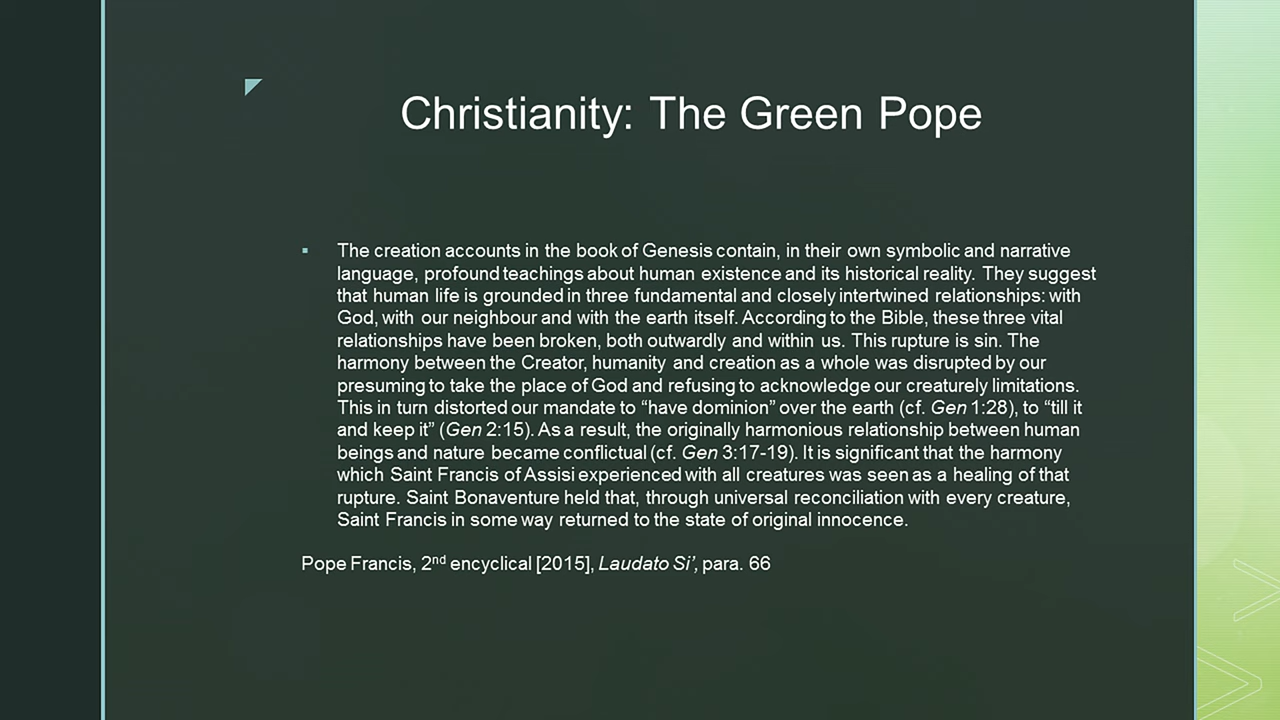 Christianity: The Green Pope
▪ The creation accounts in the book of Genesis contain, in their own symbolic and narrative
language, profound teachings about human existence and its historical reality. They suggest
that human life is grounded in three fundamental and closely intertwined relationships: with
God, with our neighbour and with the earth itself. According to the Bible, these three vital
relationships have been broken, both outwardly and within us. This rupture is sin. The
harmony between the Creator, humanity and creation as a whole was disrupted by our
presuming to take the place of God and refusing to acknowledge our creaturely limitations.
This in turn distorted our mandate to “have dominion” over the earth (cf. Gen 1:28), to “till it
and keep it” (Gen 2:15). As a result, the originally harmonious relationship between human
beings and nature became conflictual (cf. Gen 3:17-19). It is significant that the harmony
which Saint Francis of Assisi experienced with all creatures was seen as a healing of that
rupture. Saint Bonaventure held that, through universal reconciliation with every creature,
Saint Francis in some way returned to the state of original innocence.
Pope Francis, 2nd encyclical [2015], Laudato Si’, para. 66